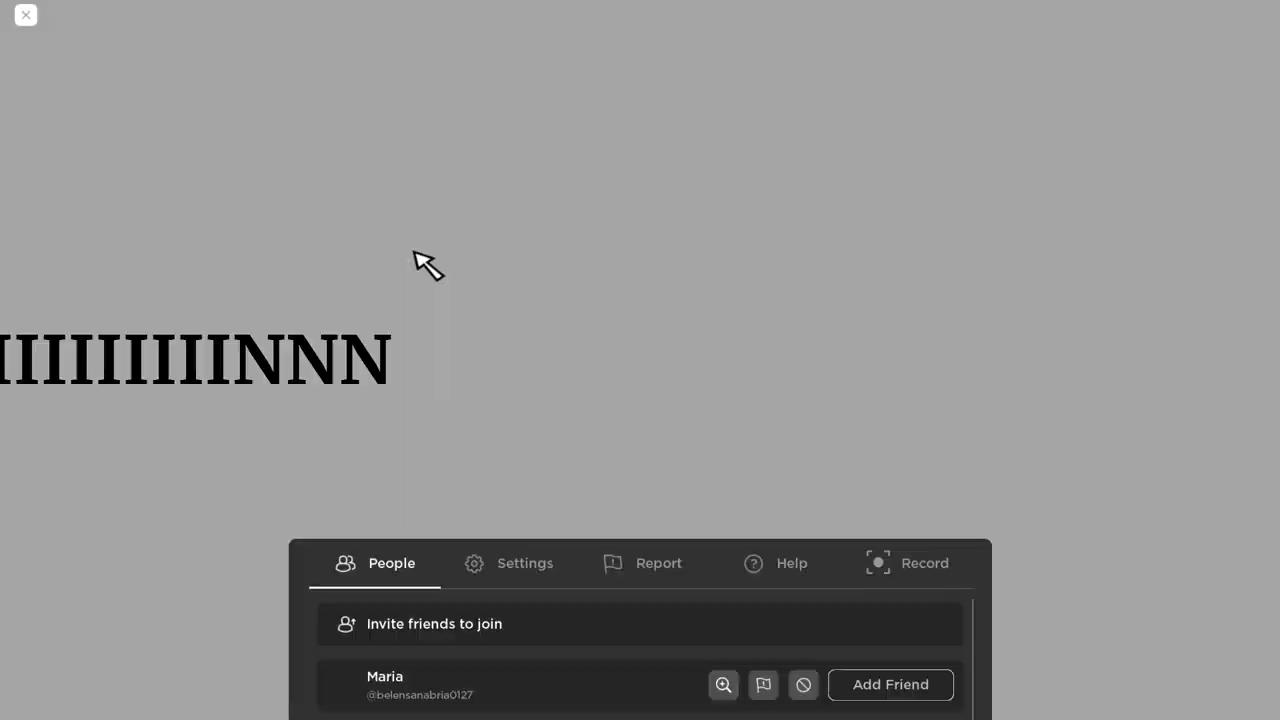 IIIIIIIIINNN
People Settings Report Help Record
Invite friends to join
Maria
@belensanabria0127
Add Friend